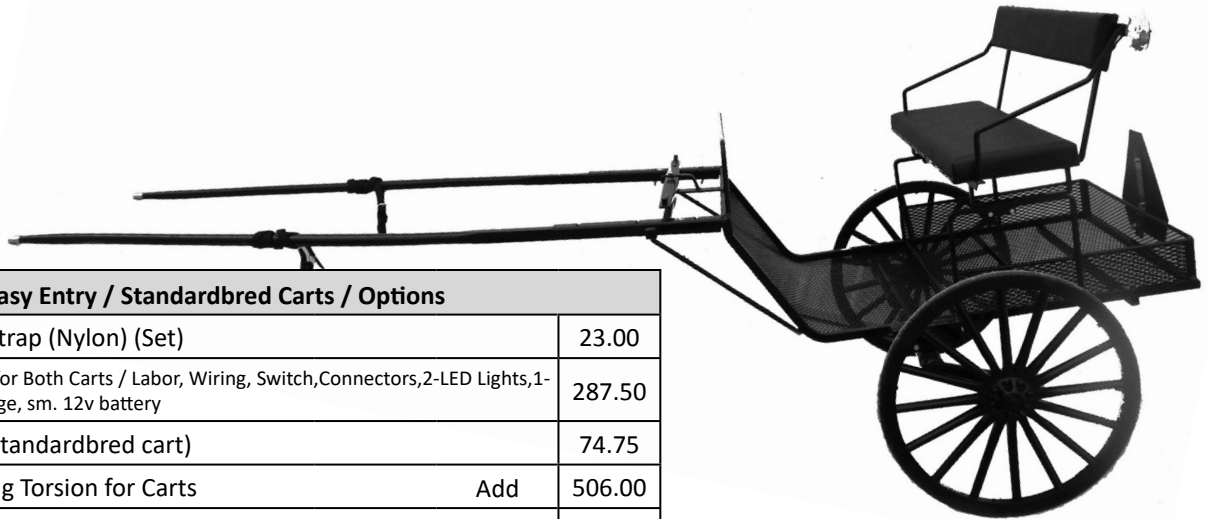 asy Entry / Standardbred Carts / Options
trap (Nylon) (Set) 23.00
or Both Carts / Labor, Wiring, Switch,Connectors,2-LED Lights,1-
ge, sm. 12v battery 287.50
tandardbred cart) 74.75
g Torsion for Carts Add 506.00